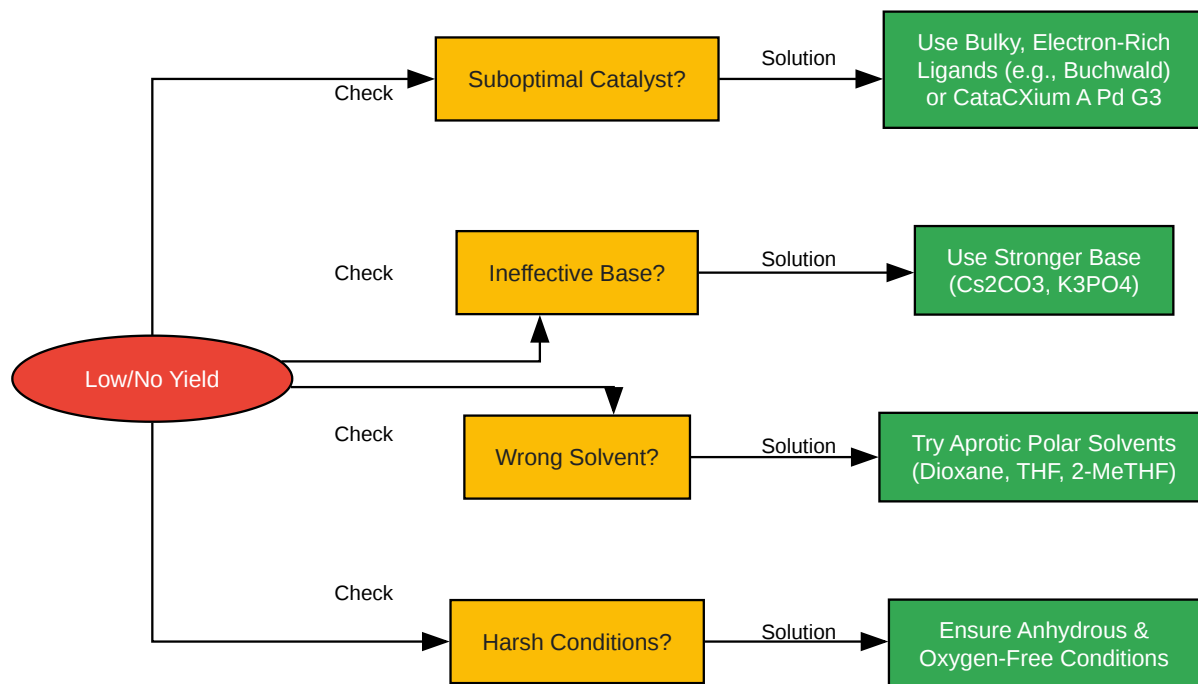 Use Bulky, Electron-Rich
Ligands (e.g., Buchwald)
or CataCXium A Pd G3
Suboptimal Catalyst?
Solution
Check
Use Stronger Base
(Cs2CO3, K3PO4)
Ineffective Base?
Solution
Check
Low/No Yield
Try Aprotic Polar Solvents
(Dioxane, THF, 2-MeTHF)
Wrong Solvent?
Solution
Check
Ensure Anhydrous &
Oxygen-Free Conditions
Harsh Conditions?
Solution
Check